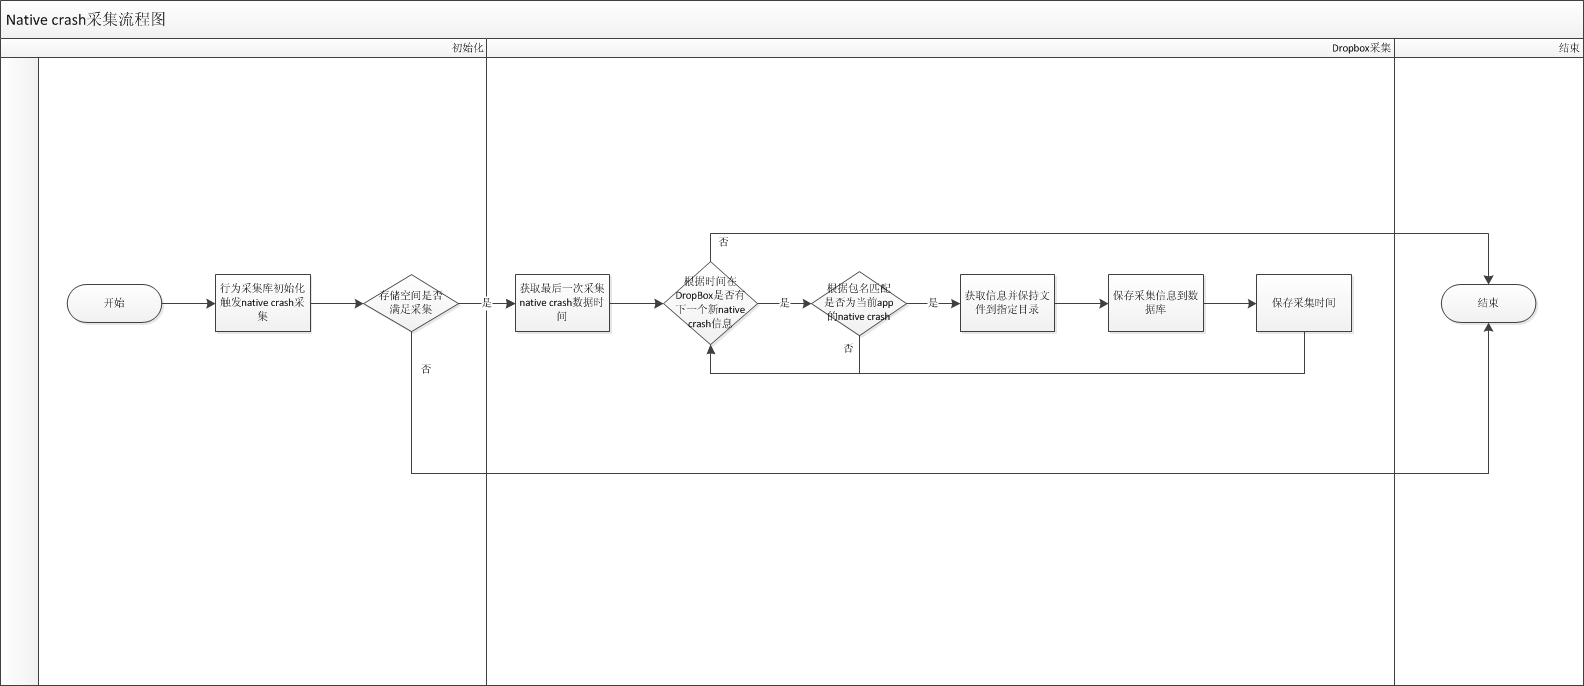 Native crash采集流程图
初始化
Dropbox采集
结束
开始
行为采集库初始化
触发native crash采
集
存储空间是否
满足采集
是
否
获取最后一次采集
native crash数据时
间
根据时间在
DropBox是否有
下一个新native
crash信息
否
是
根据包名匹配
是否为当前app
的native crash
否
是
获取信息并保持文
件到指定目录
保存采集信息到数
据库
保存采集时间
结束